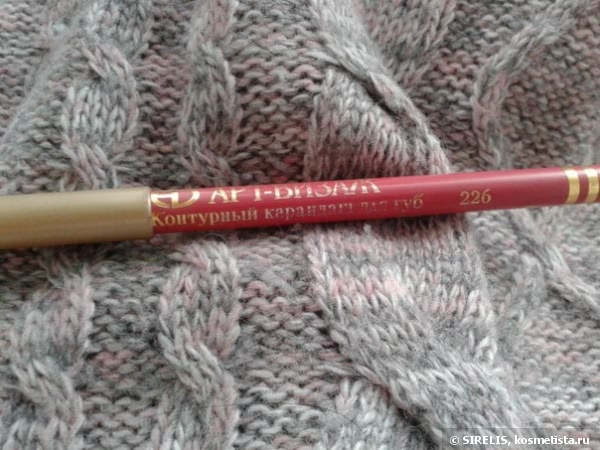 АРТ-ВИЗАЖ
Контурный карандаш для губ 226
© SIRELIS, kosmetista.ru